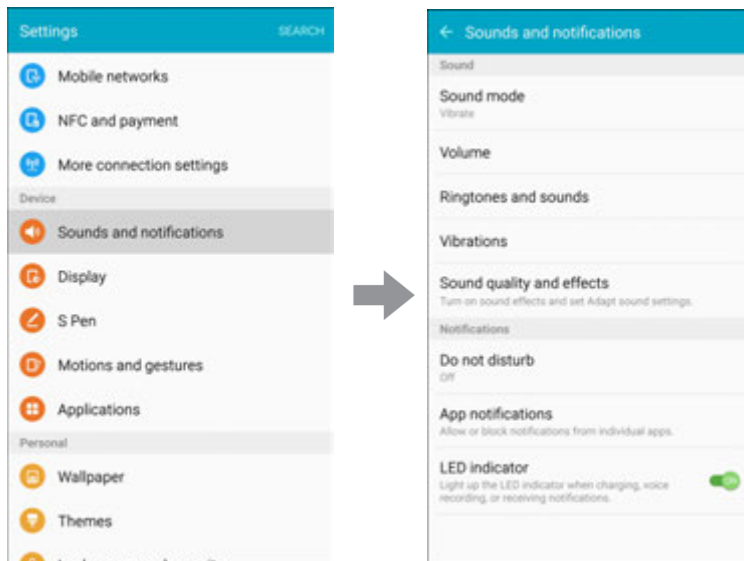 Settings
SEARCH
Mobile networks
NFC and payment
More connection settings
Device
Sounds and notifications
Display
S Pen
Motions and gestures
Applications
Personal
Wallpaper
Themes
Sounds and notifications
Sound
Sound mode
Vibrate
Volume
Ringtones and sounds
Vibrations
Sound quality and effects
Turn on sound effects and set Adapt sound settings.
Notifications
Do not disturb
Off
App notifications
Allow or block notifications from individual apps.
LED indicator
Light up the LED indicator when charging, voice
recording, or receiving notifications.
ON